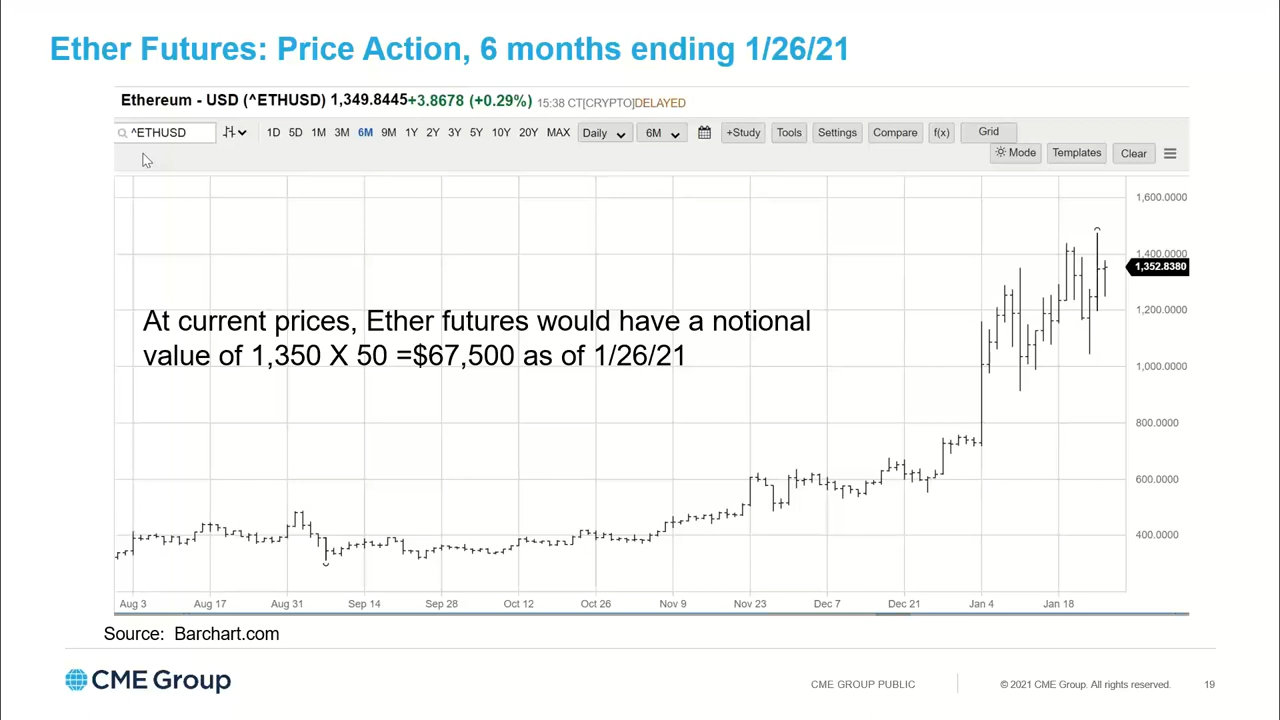 Ether Futures: Price Action, 6 months ending 1/26/21
Ethereum - USD (^ETHUSD) 1,349.8445+3.8678 (+0.29%) 15:38 CT[CRYPTO]DELAYED
^ETHUSD 1D 5D 1M 3M 6M 9M 1Y 2Y 3Y 5Y 10Y 20Y MAX Daily 6M +Study Tools Settings Compare f(x) Grid
Mode Templates Clear
1,600.0000
1,400.0000
1,352.8380
At current prices, Ether futures would have a notional
1,200.0000
value of 1,350 X 50 =$67,500 as of 1/26/21
1,000.0000
800.0000
600.0000
400.0000
Aug 3 Aug 17 Aug 31 Sep 14 Sep 28 Oct 12 Oct 26 Nov 9 Nov 23 Dec 7 Dec 21 Jan 4 Jan 18
Source: Barchart.com
CME Group
CME GROUP PUBLIC
© 2021 CME Group. All rights reserved.
19